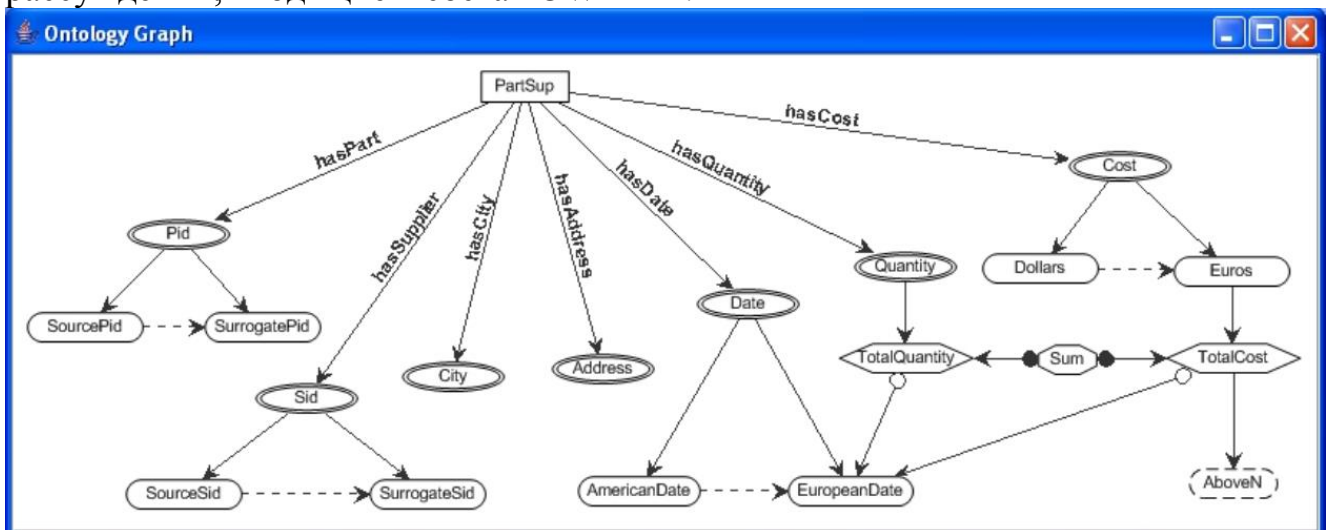 Ontology Graph
PartSup
hasPart
hasSupplier
hasCity
hasAddress
hasDate
hasQuantity
hasCost
Cost
Pid
Quantity
Dollars
Euros
Date
SourcePid
SurrogatePid
TotalQuantity
Sum
TotalCost
City
Address
Sid
AboveN
SourceSid
SurrogateSid
AmericanDate
EuropeanDate